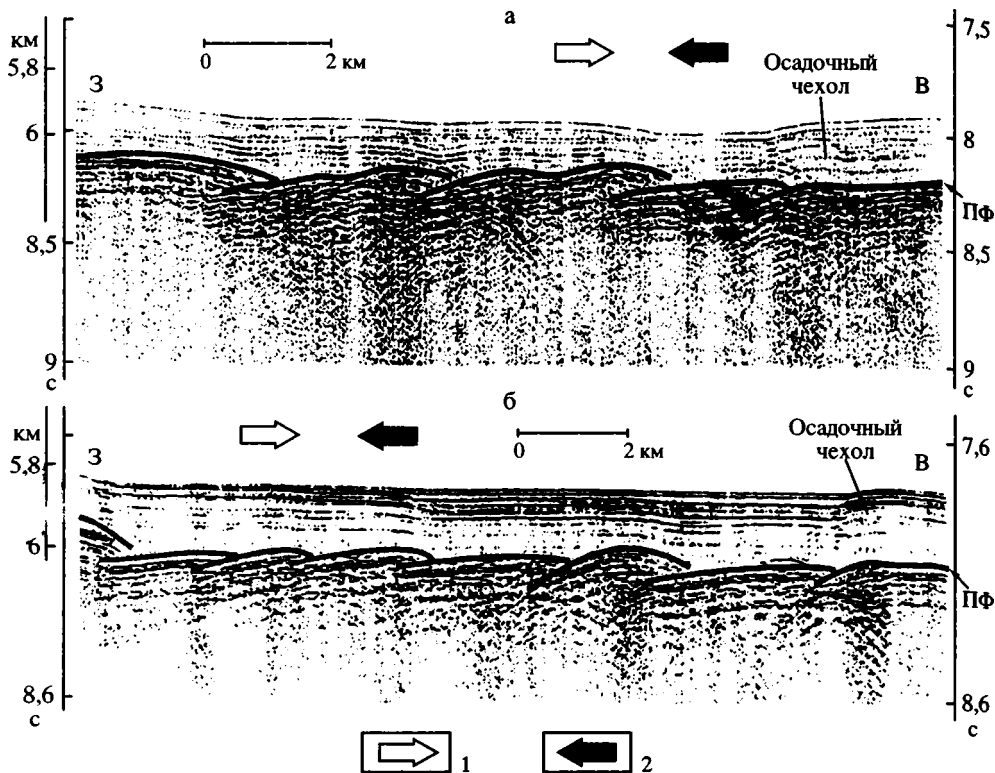 а
км
7,5
5,8
0
2 км
З
Осадочный
чехол
В
6
8
ПФ
8,5
8,5
9
с
9
с
б
км
5,8
З
0
2 км
Осадочный
чехол
В
7,6
6
ПФ
8,6
с
8,6
с
1
2